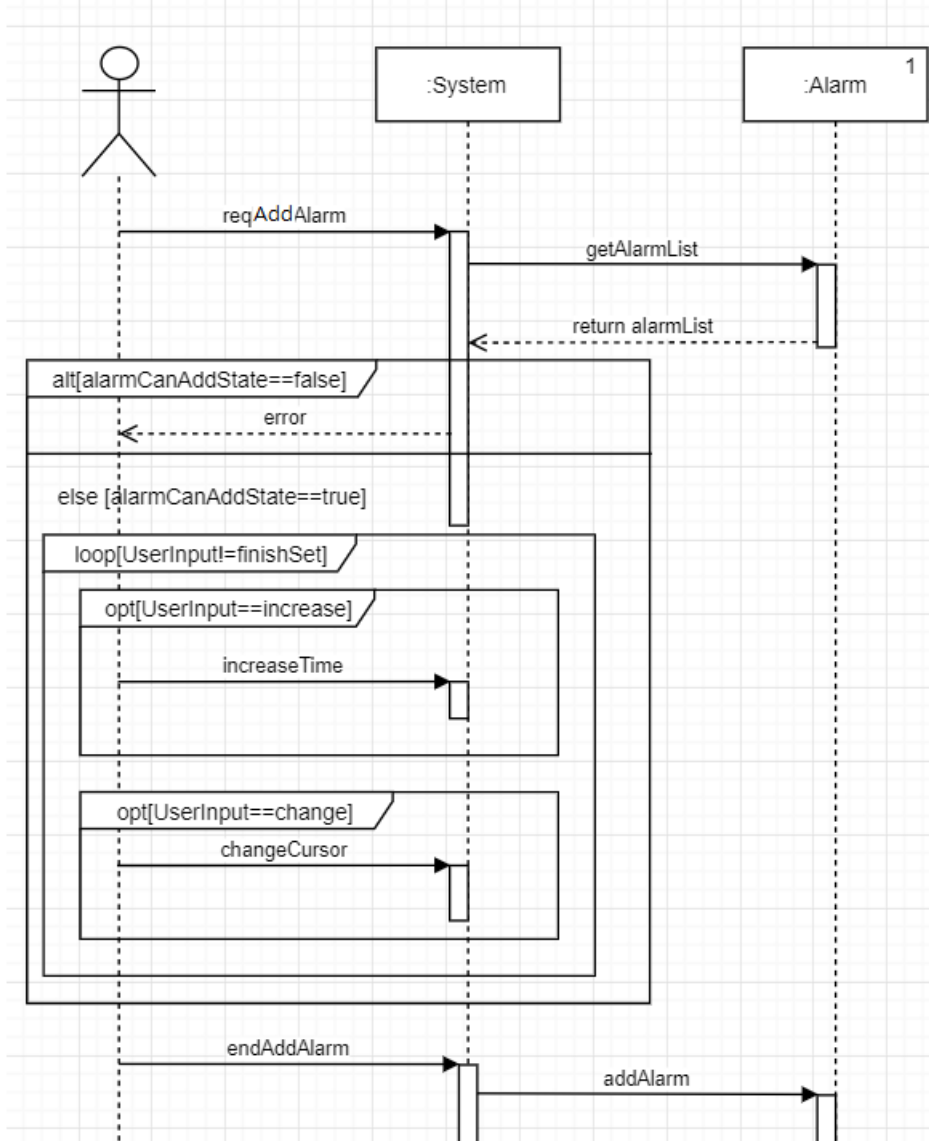 :System
:Alarm
1
reqAddAlarm
getAlarmList
return alarmList
alt[alarmCanAddState==false]
error
else [alarmCanAddState==true]
loop[UserInput!=finishSet]
opt[UserInput==increase]
increaseTime
opt[UserInput==change]
changeCursor
endAddAlarm
addAlarm